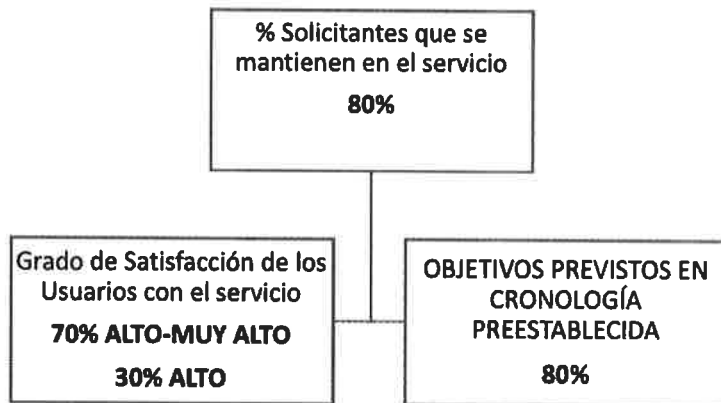 % Solicitantes que se
mantienen en el servicio
80%
Grado de Satisfacción de los
Usuarios con el servicio
70% ALTO-MUY ALTO
30% ALTO
OBJETIVOS PREVISTOS EN
CRONOLOGÍA
PREESTABLECIDA
80%